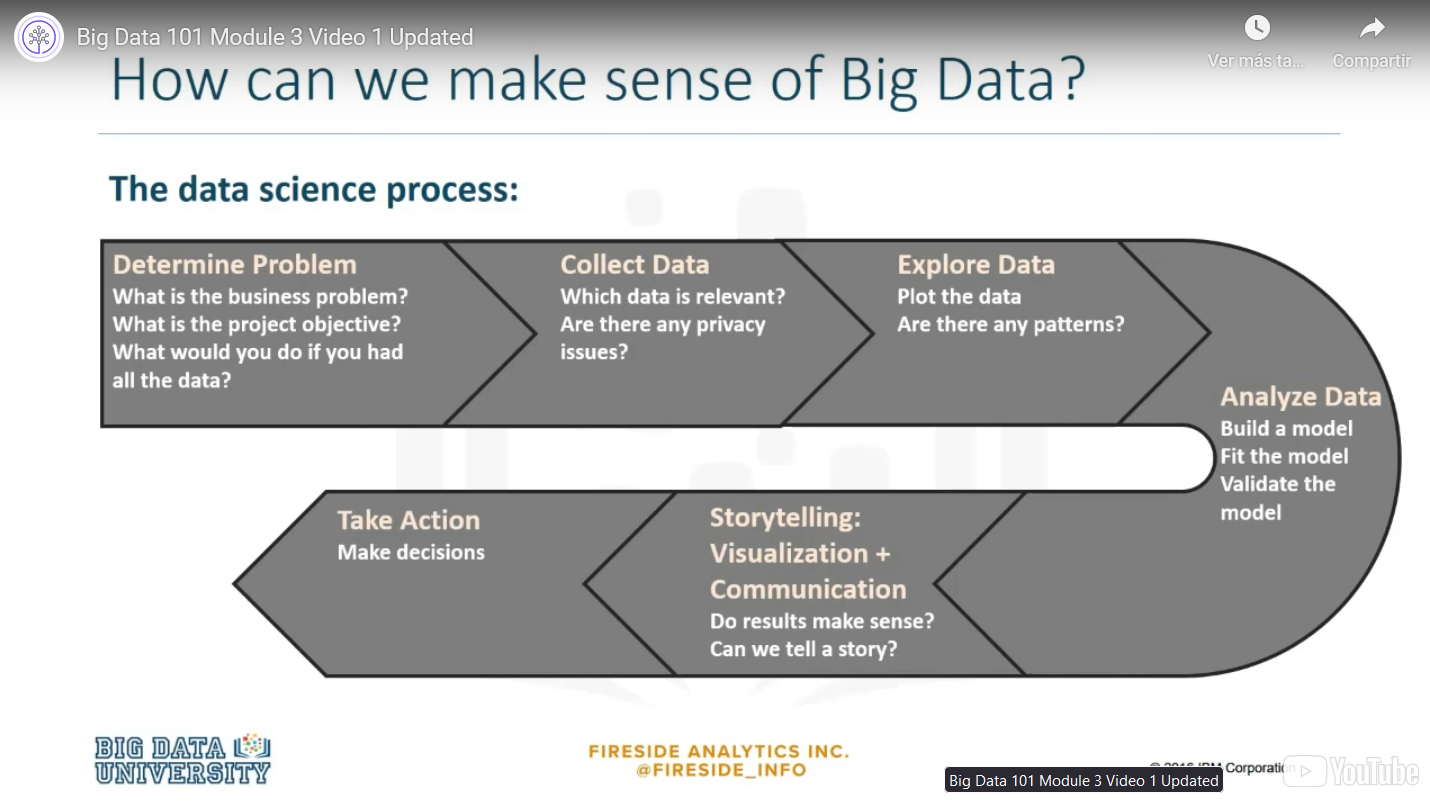 Big Data 101 Module 3 Video 1 Updated
Ver más ta...
Compartir
How can we make sense of Big Data?
The data science process:
Determine Problem
What is the business problem?
What is the project objective?
What would you do if you had
all the data?
Collect Data
Which data is relevant?
Are there any privacy
issues?
Explore Data
Plot the data
Are there any patterns?
Analyze Data
Build a model
Fit the model
Validate the
model
Storytelling:
Visualization +
Communication
Do results make sense?
Can we tell a story?
Take Action
Make decisions
BIG DATA
UNIVERSITY
FIRESIDE ANALYTICS INC.
@FIRESIDE_INFO
© 2016 IBM Corporation
Big Data 101 Module 3 Video 1 Updated
YouTube